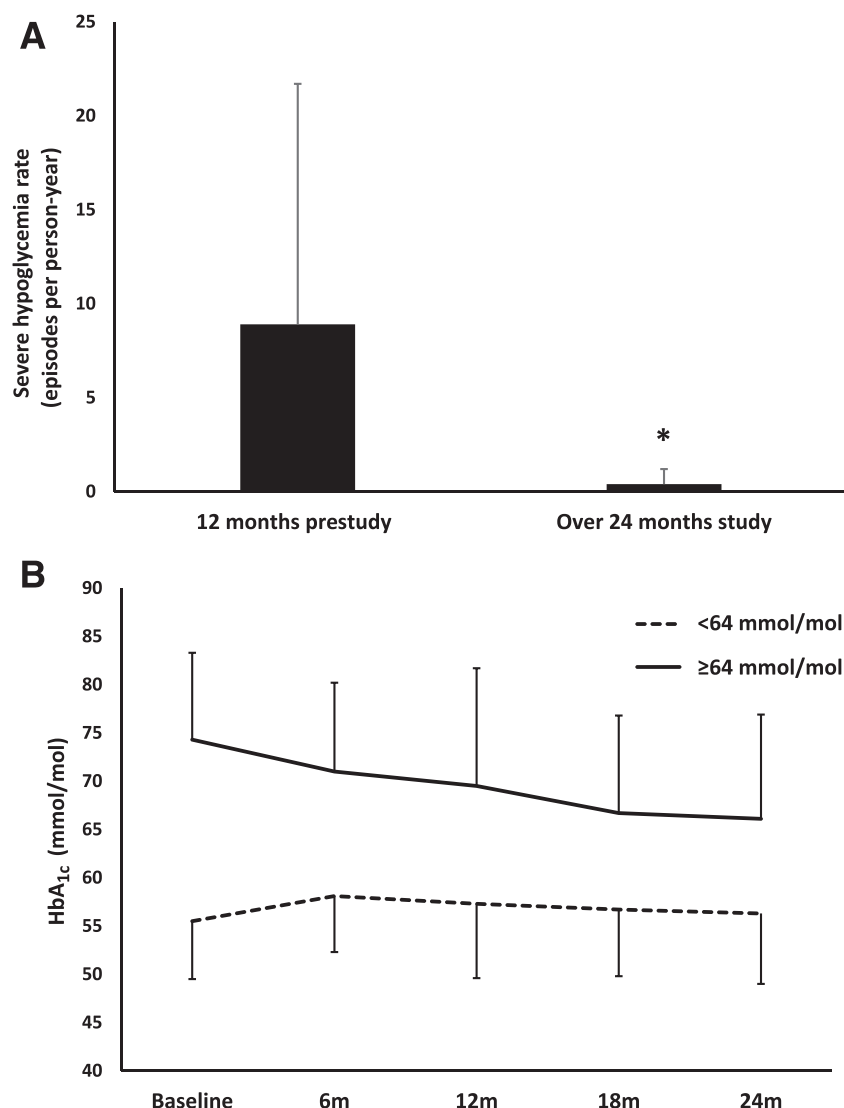 A
Severe hypoglycemia rate
(episodes per person-year)
25
20
15
10
5
0
*
12 months prestudy
Over 24 months study
B
HbA1c (mmol/mol)
90
85
80
75
70
65
60
55
50
45
40
<64 mmol/mol
≥64 mmol/mol
Baseline
6m
12m
18m
24m